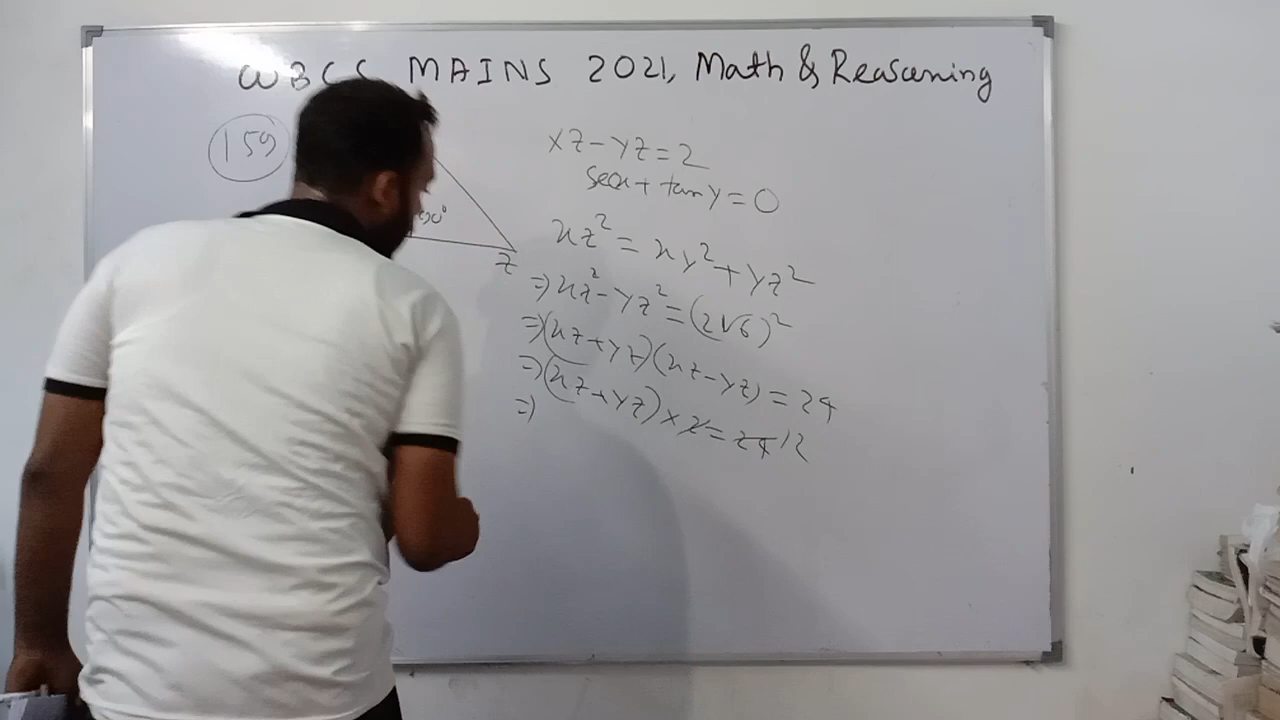 WBCS MAINS 2021, Math & Reasoning
159
xz - yz = 2
secx + tany = 0
90°
z
xz² = xy² + yz²
⇒ xz² - yz² = (2√6)²
⇒ (xz + yz)(xz - yz) = 24
⇒ (xz + yz) × 2 = 24 12
⇒